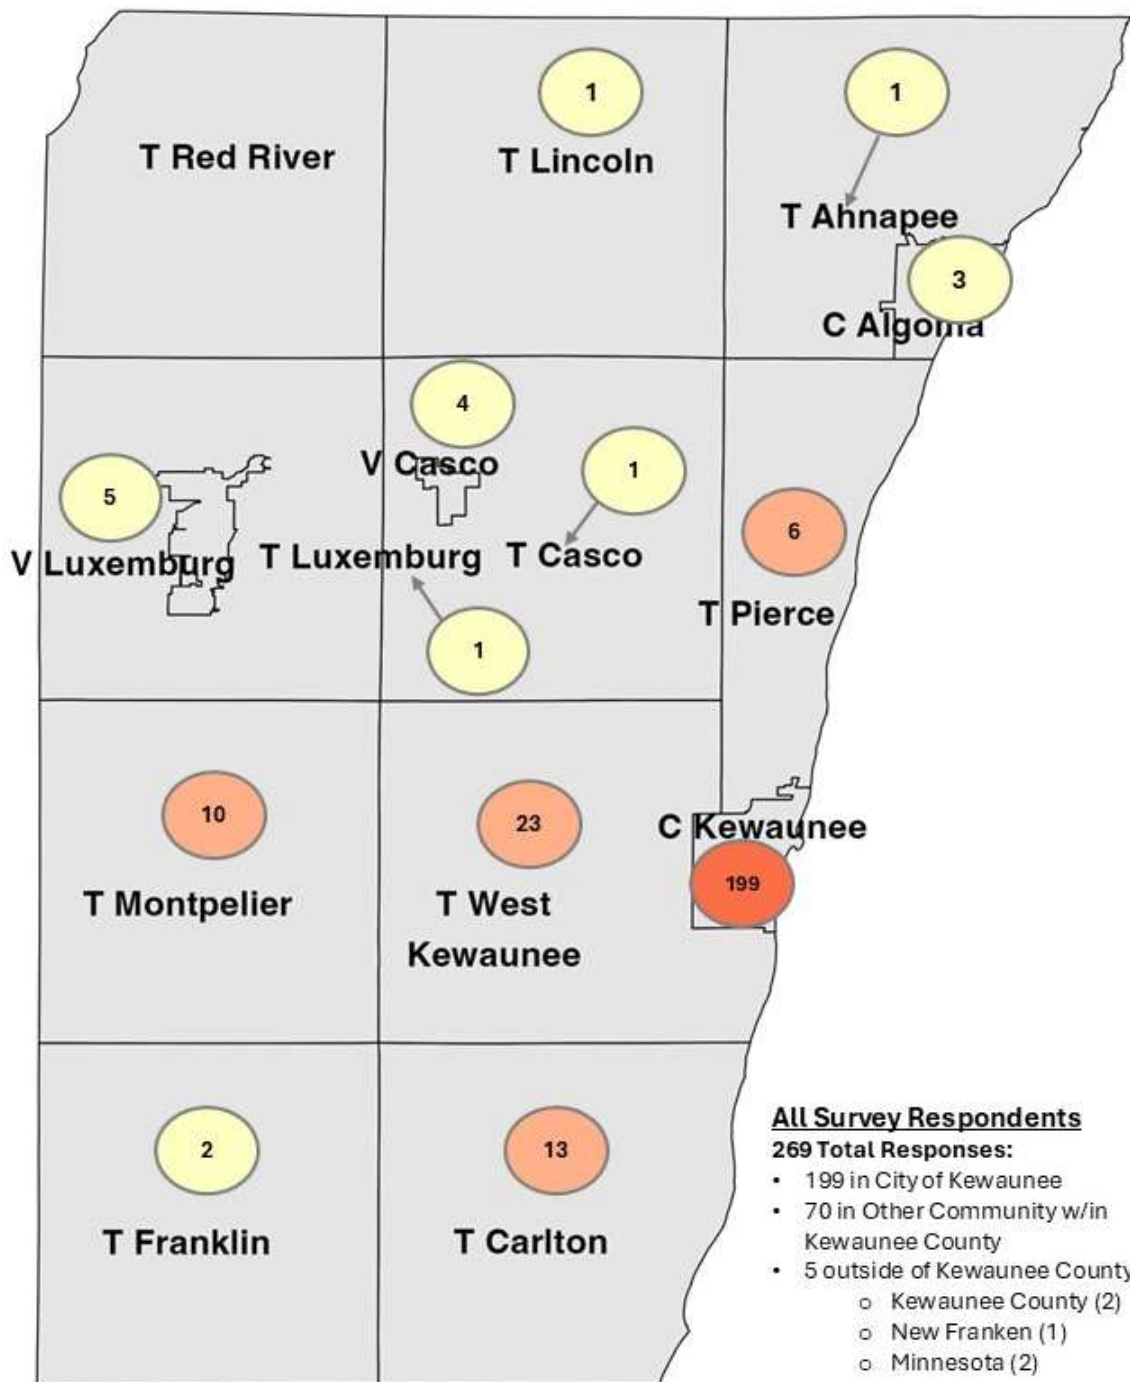 1
1
T Red River
T Lincoln
T Ahnapee
3
C Algoma
4
V Casco
1
5
6
V Luxemburg
T Luxemburg
T Casco
T Pierce
1
10
23
C Kewaunee
199
T Montpelier
T West
Kewaunee
2
13
T Franklin
T Carlton
All Survey Respondents
269 Total Responses:
• 199 in City of Kewaunee
• 70 in Other Community w/in
Kewaunee County
• 5 outside of Kewaunee County
o Kewaunee County (2)
o New Franken (1)
o Minnesota (2)